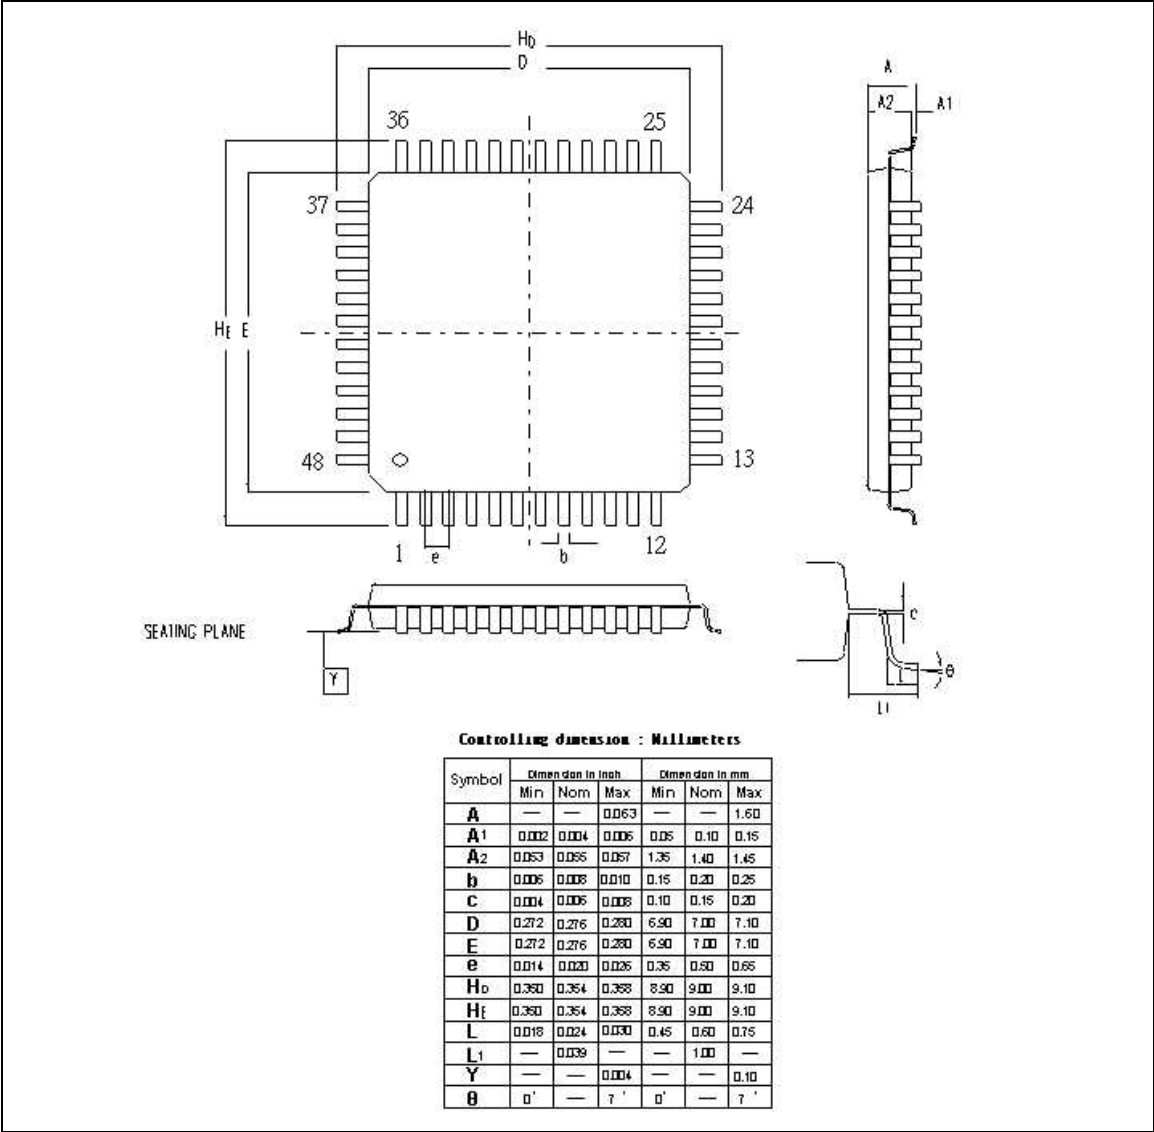 HD
D
A
A2 A1
36 25
37 24
HE E
48 13
1 e b 12
SEATING PLANE
Y
C
θ
L
L1
Controlling dimension : Millimeters
Symbol Dimension in inch Dimension in mm
Min Nom Max Min Nom Max
A — — 0.063 — — 1.60
A1 0.002 0.004 0.006 0.05 0.10 0.15
A2 0.053 0.055 0.057 1.35 1.40 1.45
b 0.006 0.008 0.010 0.15 0.20 0.25
c 0.004 0.006 0.008 0.10 0.15 0.20
D 0.272 0.276 0.280 6.90 7.00 7.10
E 0.272 0.276 0.280 6.90 7.00 7.10
e 0.014 0.020 0.026 0.35 0.50 0.65
HD 0.350 0.354 0.358 8.90 9.00 9.10
HE 0.350 0.354 0.358 8.90 9.00 9.10
L 0.018 0.024 0.030 0.45 0.60 0.75
L1 — 0.039 — — 1.00 —
Y — — 0.004 — — 0.10
θ 0° — 7° 0° — 7°